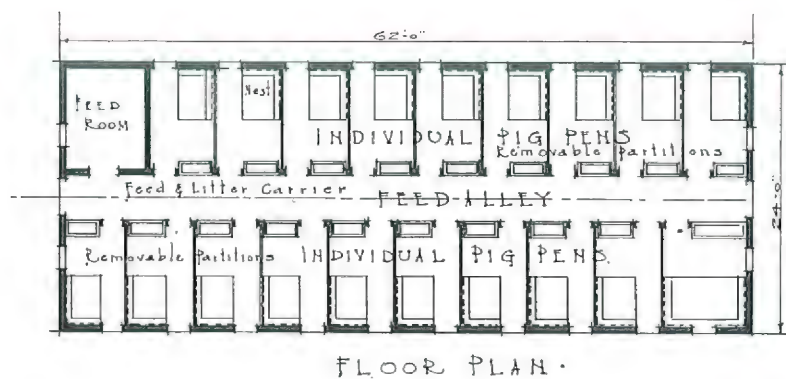 62'-0"
FEED
ROOM
Nest
INDIVIDUAL PIG PENS
Removable Partitions
Feed & Litter Carrier
FEED ALLEY
24'-0"
Removable Partitions INDIVIDUAL PIG PENS
FLOOR PLAN.